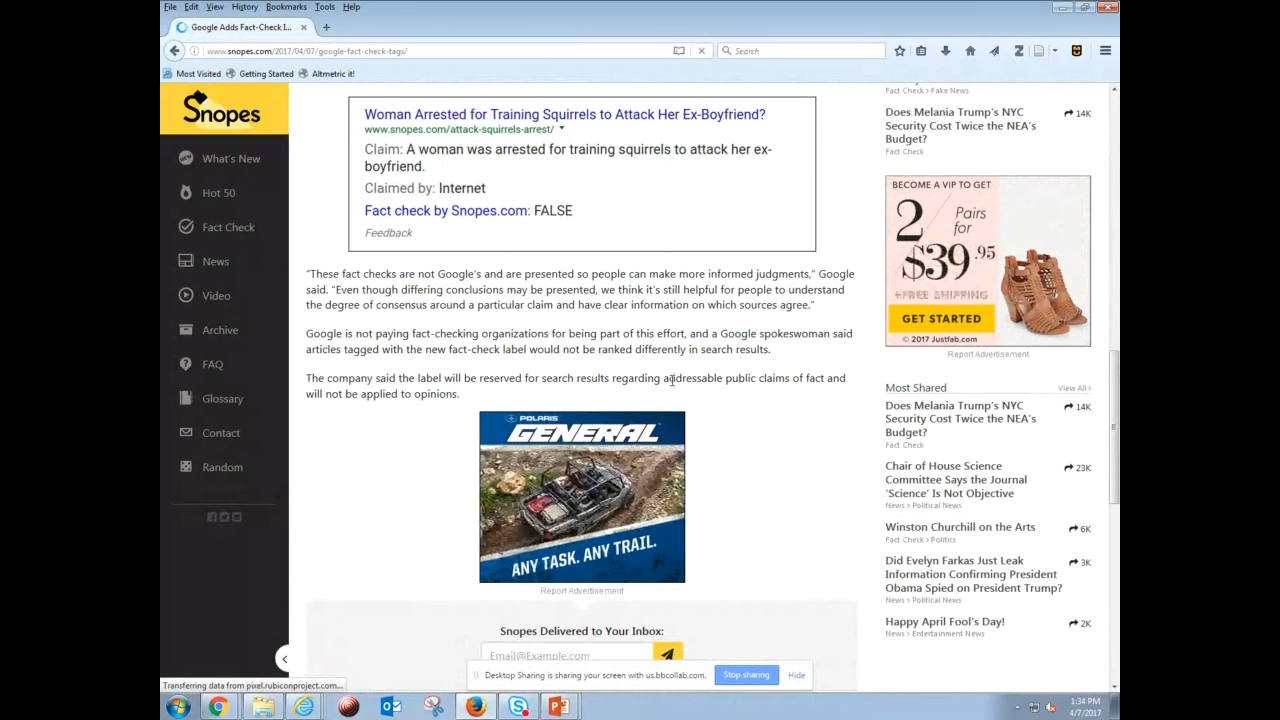 File Edit View History Bookmarks Tools Help
Google Adds Fact-Check I...
www.snopes.com/2017/04/07/google-fact-check-tags/
Search
Most Visited Getting Started Altmetric it!
Snopes
What's New
Hot 50
Fact Check
News
Video
Archive
FAQ
Glossary
Contact
Random
Woman Arrested for Training Squirrels to Attack Her Ex-Boyfriend?
www.snopes.com/attack-squirrels-arrest/
Claim: A woman was arrested for training squirrels to attack her ex-
boyfriend.
Claimed by: Internet
Fact check by Snopes.com: FALSE
Feedback
“These fact checks are not Google’s and are presented so people can make more informed judgments,” Google
said. “Even though differing conclusions may be presented, we think it’s still helpful for people to understand
the degree of consensus around a particular claim and have clear information on which sources agree.”
Google is not paying fact-checking organizations for being part of this effort, and a Google spokeswoman said
articles tagged with the new fact-check label would not be ranked differently in search results.
The company said the label will be reserved for search results regarding addressable public claims of fact and
will not be applied to opinions.
POLARIS
GENERAL
ANY TASK. ANY TRAIL.
Report Advertisement
Snopes Delivered to Your Inbox:
Email@Example.com
Fact Check > Fake News
Does Melania Trump's NYC
Security Cost Twice the NEA's
Budget?
14K
Fact Check
BECOME A VIP TO GET
2 Pairs
for
$39.95
+FREE SHIPPING
GET STARTED
© 2017 Justfab.com
Report Advertisement
Most Shared View All >
Does Melania Trump's NYC
Security Cost Twice the NEA's
Budget?
14K
Fact Check
Chair of House Science
Committee Says the Journal
'Science' Is Not Objective
23K
News > Political News
Winston Churchill on the Arts
6K
Fact Check > Politics
Did Evelyn Farkas Just Leak
Information Confirming President
Obama Spied on President Trump?
3K
News > Political News
Happy April Fool's Day!
2K
News > Entertainment News
Desktop Sharing is sharing your screen with us.bbcollab.com. Stop sharing Hide
Transferring data from pixel.rubiconproject.com...
1:34 PM
4/7/2017